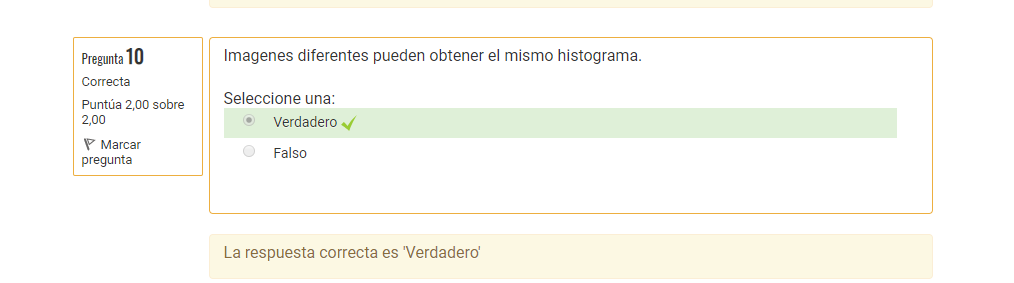 Pregunta 10
Correcta
Puntúa 2,00 sobre
2,00
Marcar
pregunta
Imagenes diferentes pueden obtener el mismo histograma.
Seleccione una:
Verdadero
Falso
La respuesta correcta es 'Verdadero'